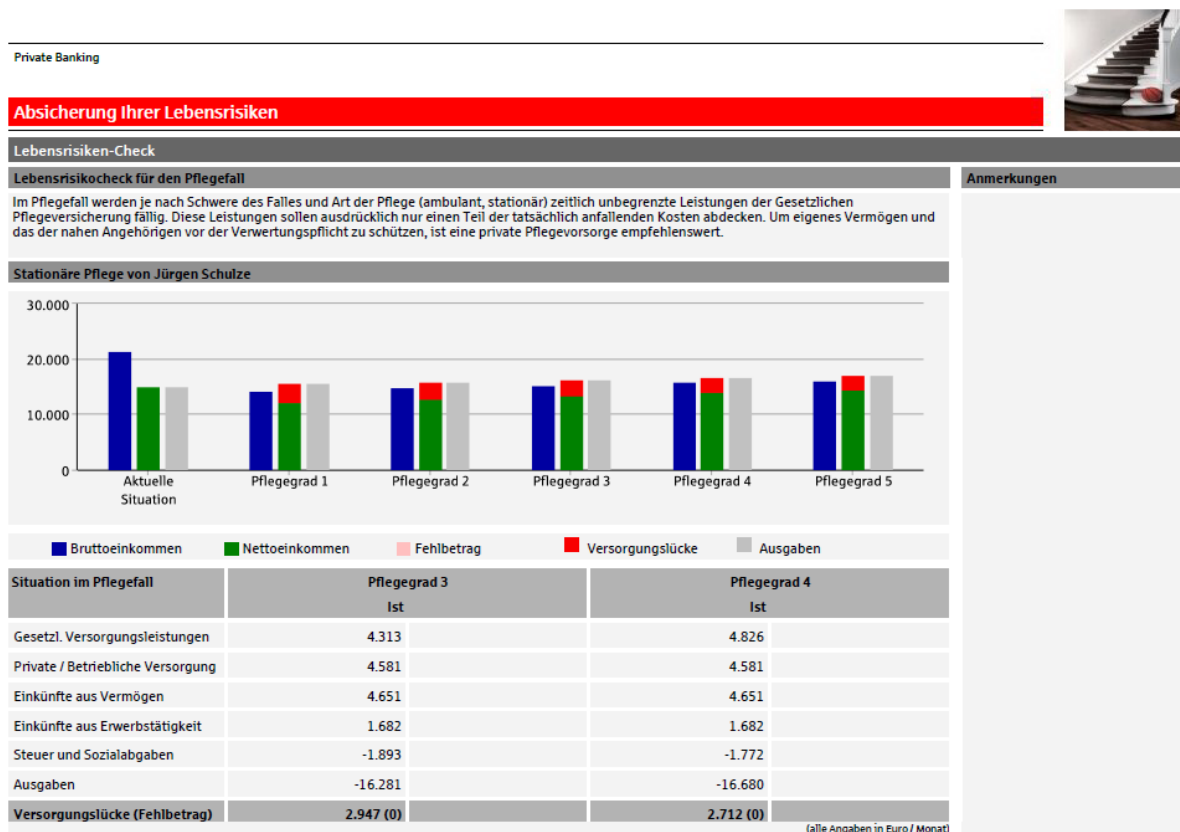 Private Banking
Absicherung Ihrer Lebensrisiken
Lebensrisiken-Check
Lebensrisikocheck für den Pflegefall
Anmerkungen
Im Pflegefall werden je nach Schwere des Falles und Art der Pflege (ambulant, stationär) zeitlich unbegrenzte Leistungen der Gesetzlichen
Pflegeversicherung fällig. Diese Leistungen sollen ausdrücklich nur einen Teil der tatsächlich anfallenden Kosten abdecken. Um eigenes Vermögen und
das der nahen Angehörigen vor der Verwertungspflicht zu schützen, ist eine private Pflegevorsorge empfehlenswert.
Stationäre Pflege von Jürgen Schulze
30.000
20.000
10.000
0
Aktuelle
Situation
Pflegegrad 1
Pflegegrad 2
Pflegegrad 3
Pflegegrad 4
Pflegegrad 5
Bruttoeinkommen Nettoeinkommen Fehlbetrag Versorgungslücke Ausgaben
Situation im Pflegefall Pflegegrad 3 Pflegegrad 4
Ist Ist
Gesetzl. Versorgungsleistungen 4.313 4.826
Private / Betriebliche Versorgung 4.581 4.581
Einkünfte aus Vermögen 4.651 4.651
Einkünfte aus Erwerbstätigkeit 1.682 1.682
Steuer und Sozialabgaben -1.893 -1.772
Ausgaben -16.281 -16.680
Versorgungslücke (Fehlbetrag) 2.947 (0) 2.712 (0)
(alle Angaben in Euro / Monat)